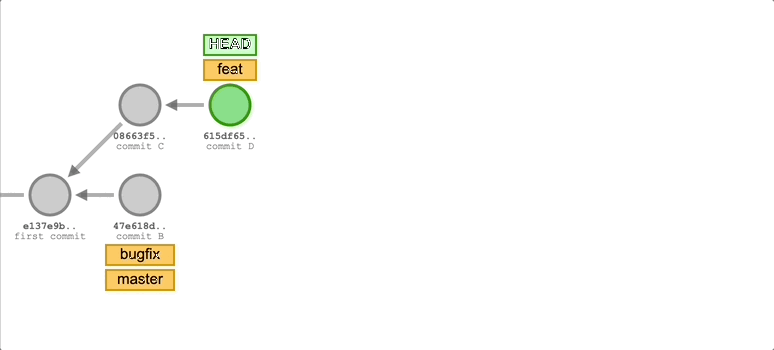 HEAD
feat
08663f5..
commit C
615df65..
commit D
e137e9b..
first commit
47e618d..
commit B
bugfix
master